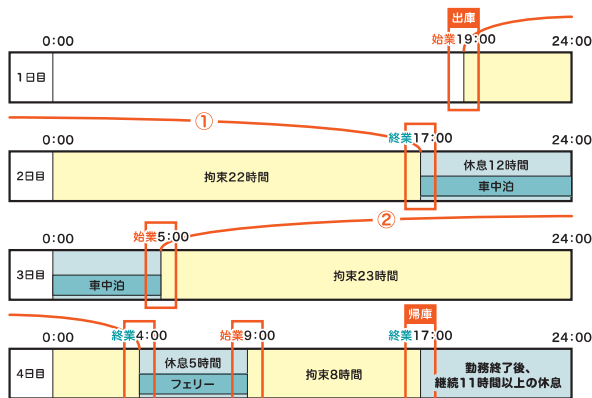 出庫
0:00 始業19:00 24:00
1日目
①
0:00 終業17:00 24:00
2日目 拘束22時間 休息12時間
車中泊
②
0:00 始業5:00 24:00
3日目 車中泊 拘束23時間
帰庫
0:00 終業4:00 始業9:00 終業17:00 24:00
4日目 休息5時間 拘束8時間 勤務終了後、
フェリー 継続11時間以上の休息